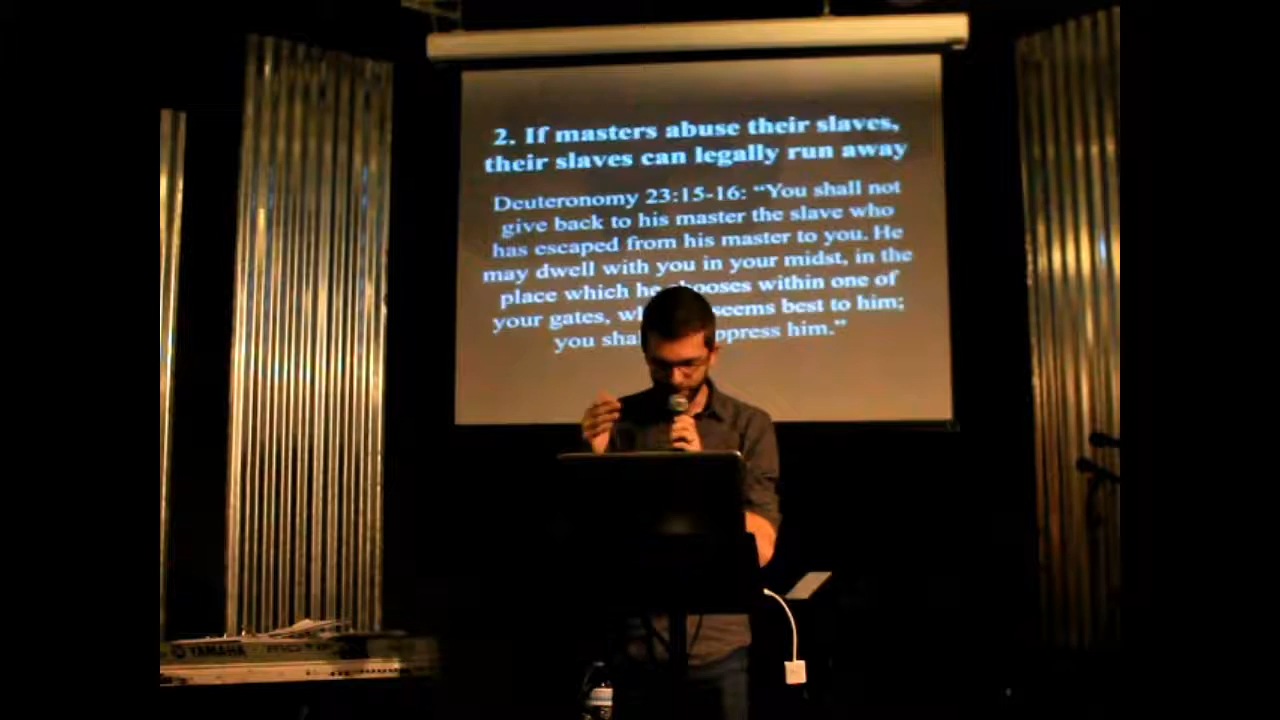 2. If masters abuse their slaves,
their slaves can legally run away
Deuteronomy 23:15-16: “You shall not
give back to his master the slave who
has escaped from his master to you. He
may dwell with you in your midst, in the
place which he chooses within one of
your gates, seems best to him;
you him.”
YAMAHA